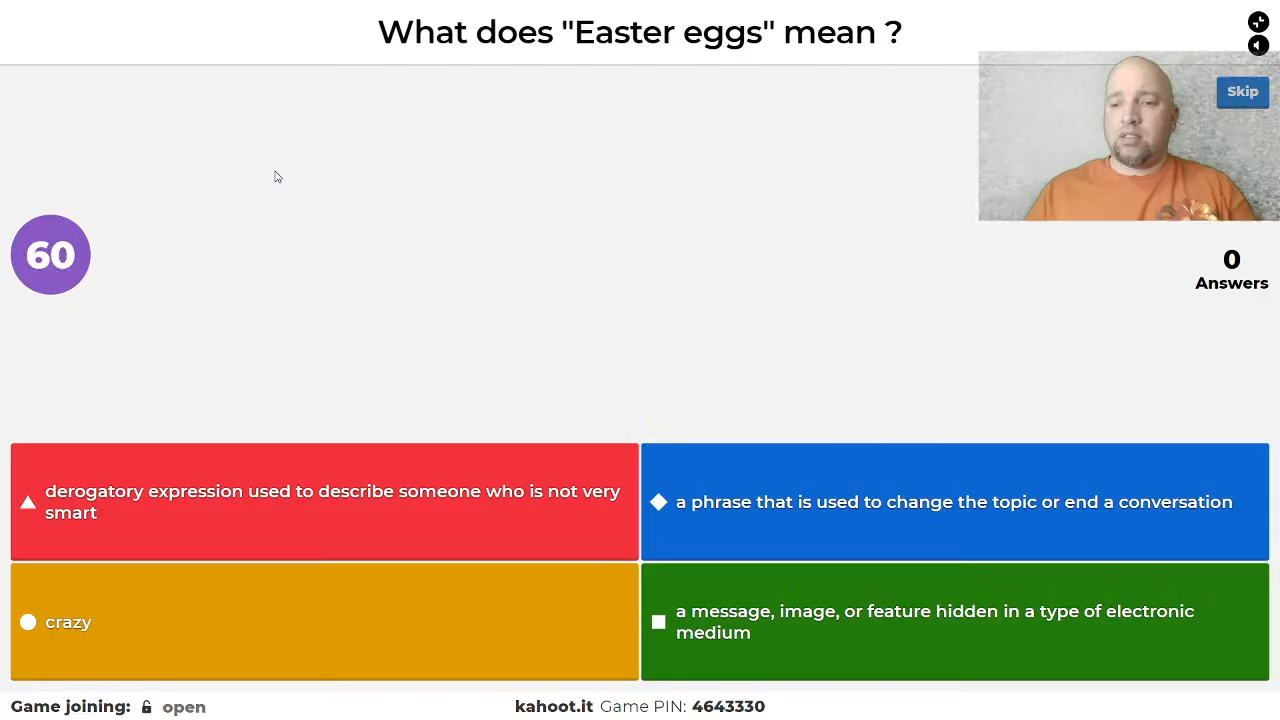 What does "Easter eggs" mean ?
Skip
60
0
Answers
derogatory expression used to describe someone who is not very
smart
a phrase that is used to change the topic or end a conversation
crazy
a message, image, or feature hidden in a type of electronic
medium
Game joining: open
kahoot.it Game PIN: 4643330